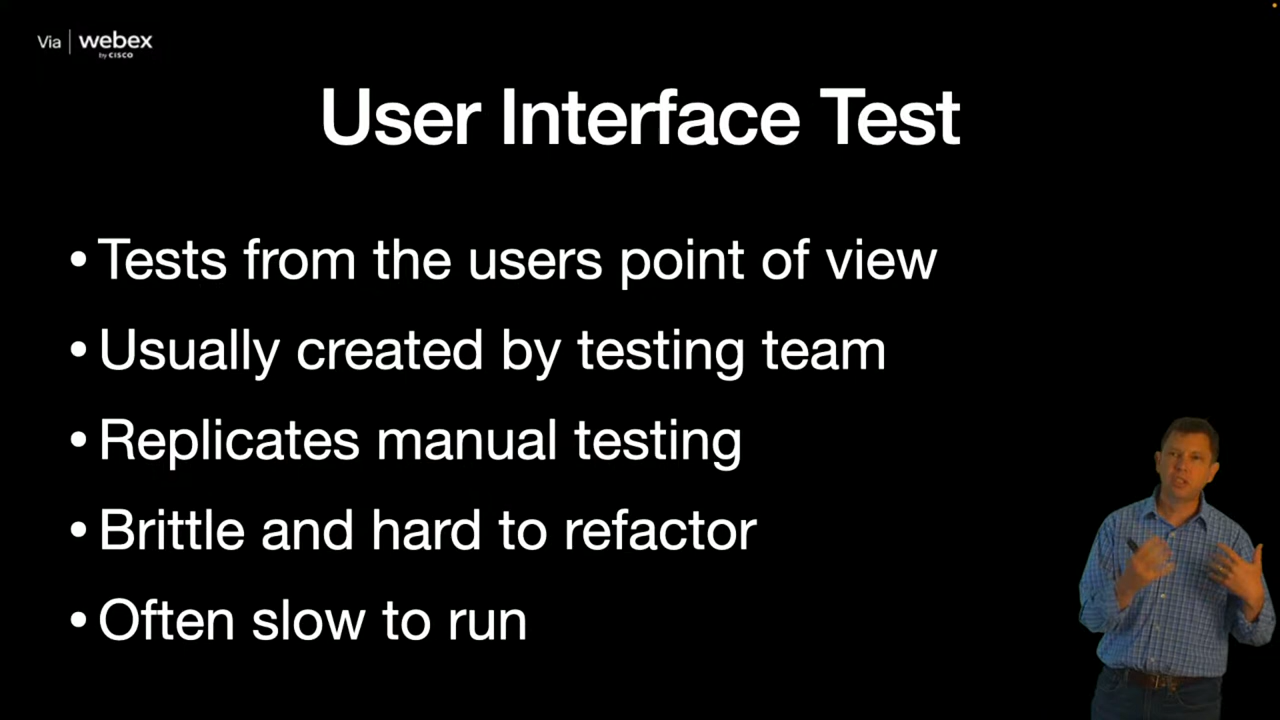 Via | webex
by CISCO
User Interface Test
• Tests from the users point of view
• Usually created by testing team
• Replicates manual testing
• Brittle and hard to refactor
• Often slow to run